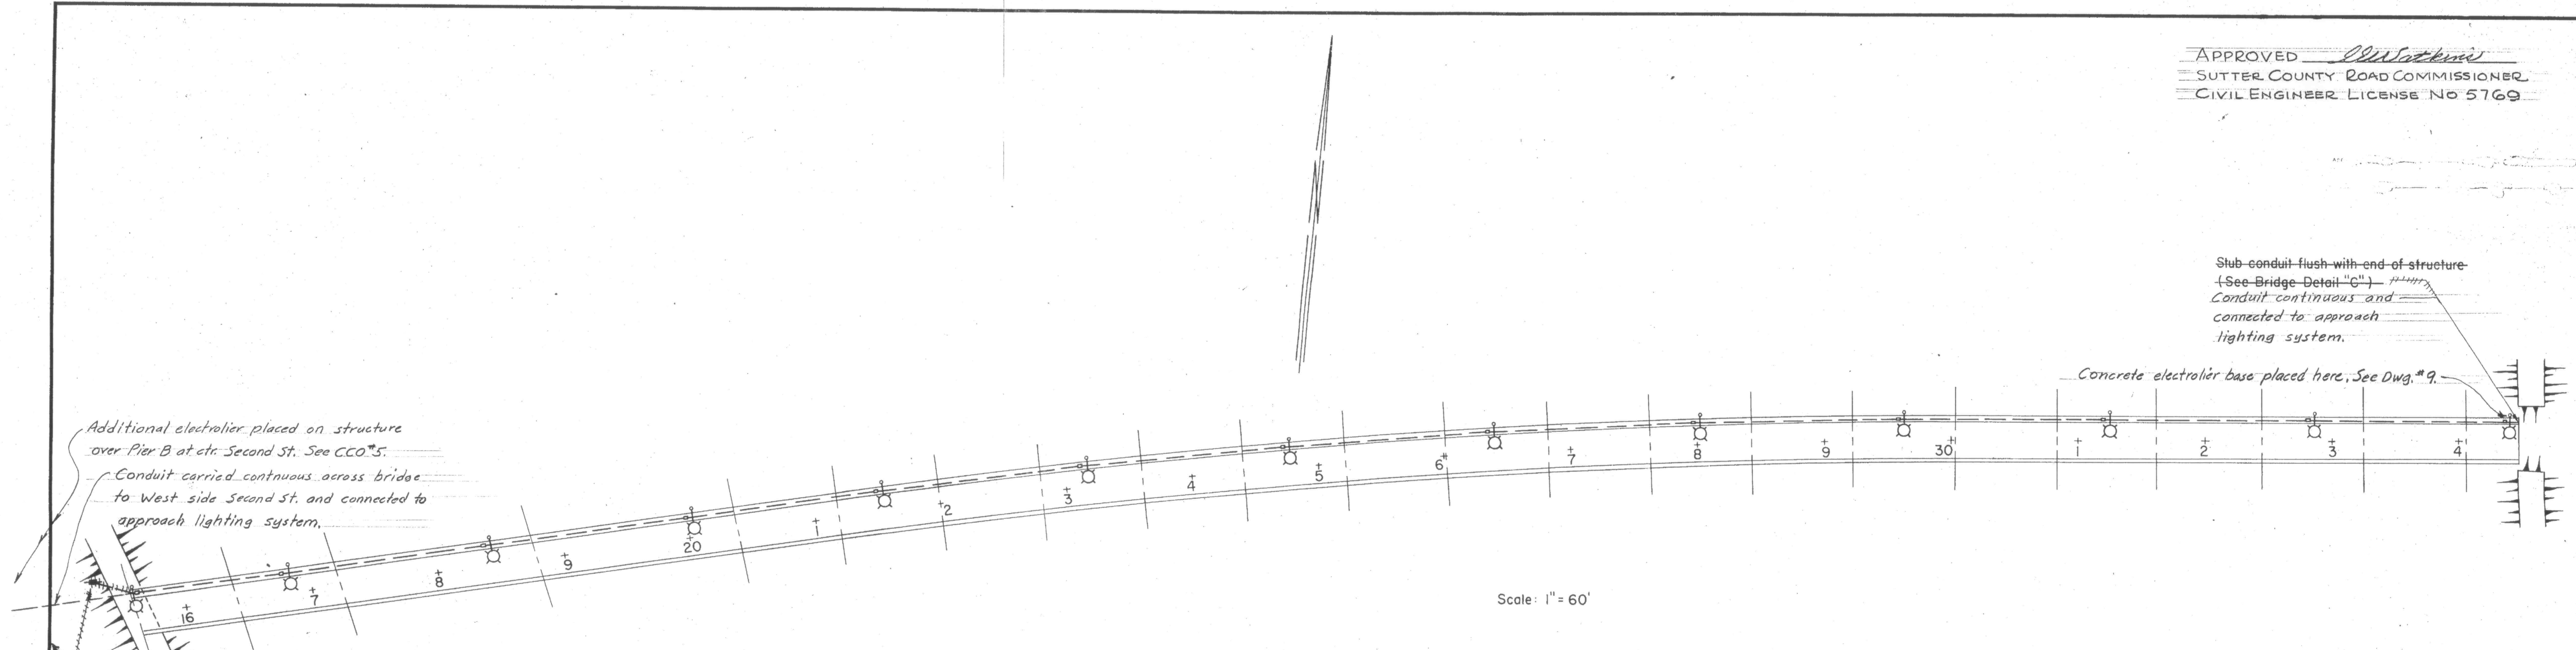 APPROVED
SUTTER COUNTY ROAD COMMISSIONER
CIVIL ENGINEER LICENSE NO 5769
Stub conduit flush with end of structure
(See Bridge Detail "C")
Conduit continuous and
connected to approach
lighting system.
Concrete electrolier base placed here, See Dwg. #9.
Additional electrolier placed on structure
over Pier B at ctr. Second St. See CCO #5.
Conduit carried contnuous across bridge
to West side Second St. and connected to
approach lighting system.
16 7 8 9 20 1 2 3 4 5 6 7 8 9 30 1 2 3 4
Scale: 1" = 60'